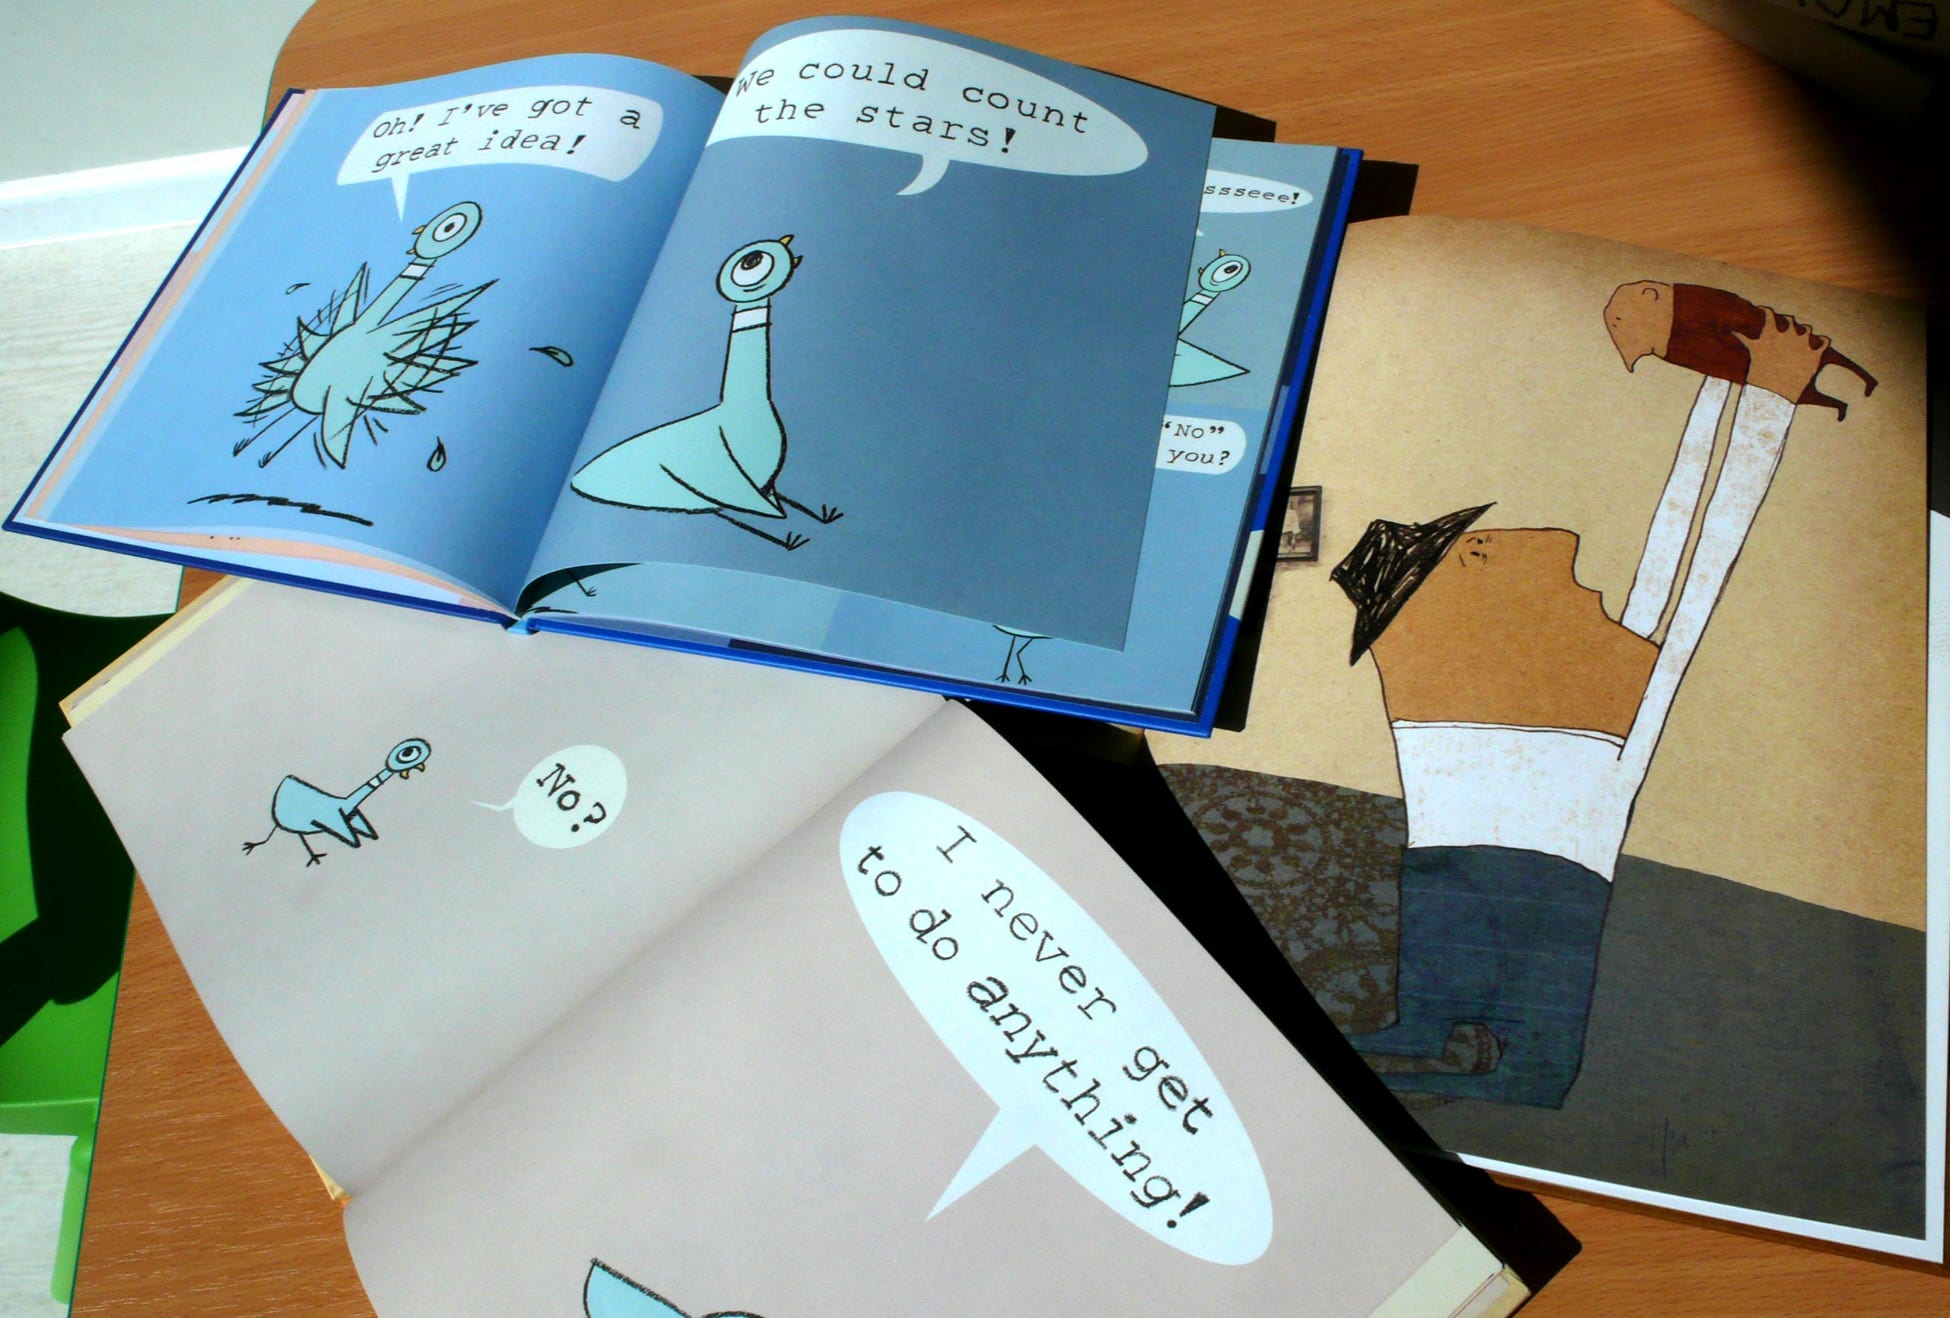 Oh! I've got a
great idea!
we could count
the stars!
ssseee!
"No"
you?
No?
I never get
to do anything!